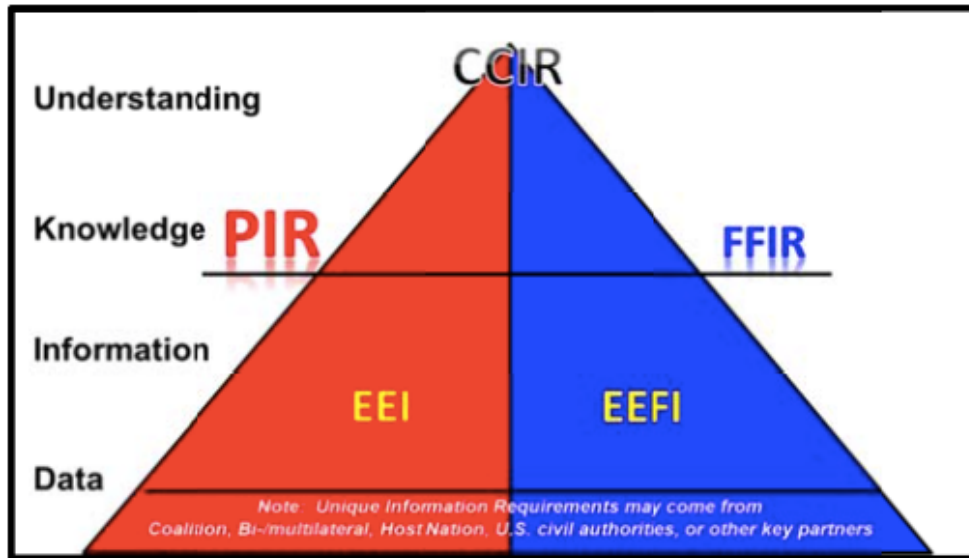 CCIR
Understanding
Knowledge
PIR
FFIR
Information
EEI
EEFI
Data
Note: Unique Information Requirements may come from
Coalition, Bi-/multilateral, Host Nation, U.S. civil authorities, or other key partners